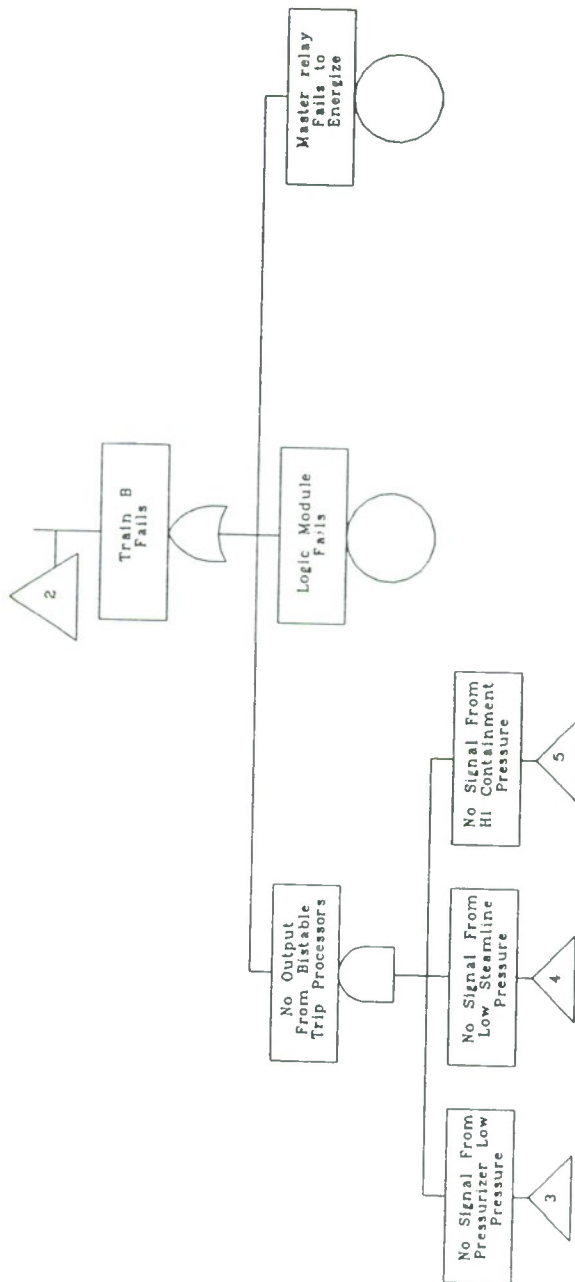 2
Train B
Fails
No Output
From Bistable
Trip Processors
Logic Module
Fails
Master relay
Fails to
Energize
No Signal From
Pressurizer Low
Pressure
No Signal From
Low Steamline
Pressure
No Signal From
HI Containment
Pressure
3
4
5